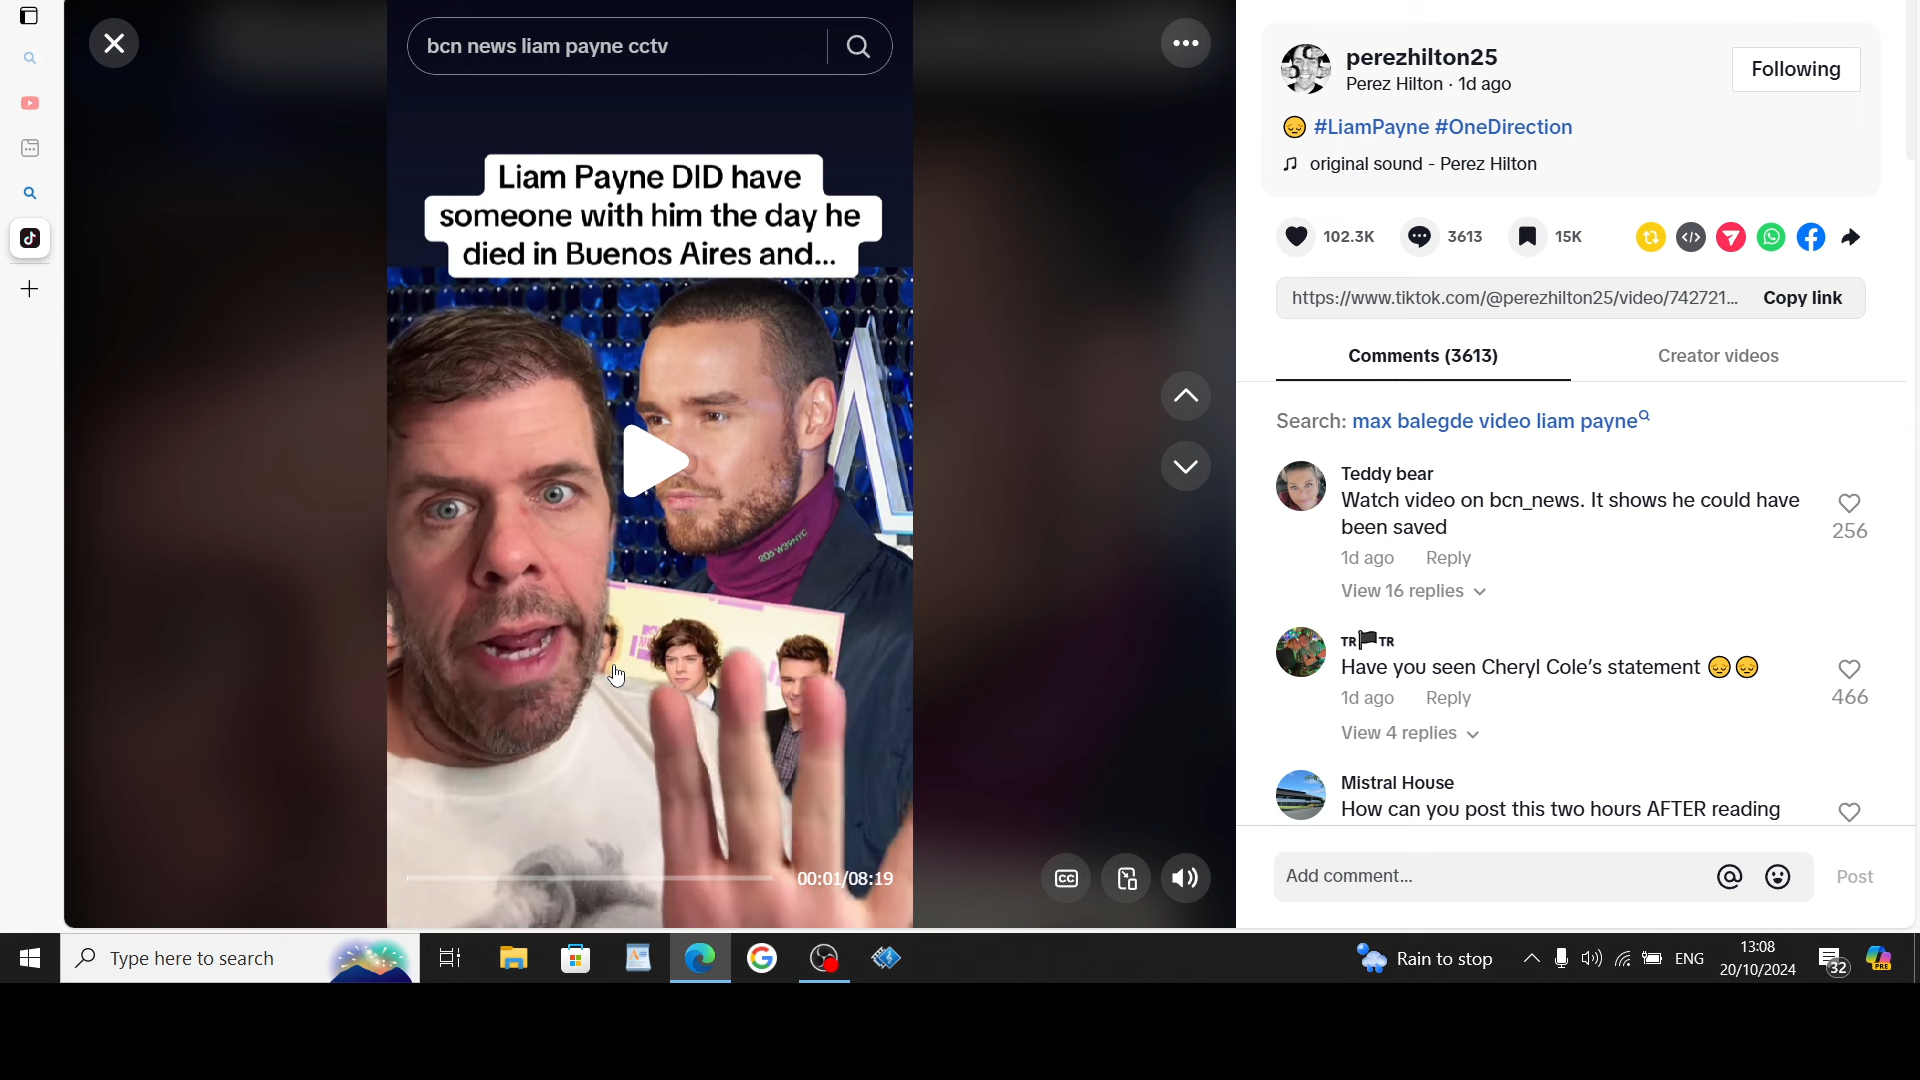 bcn news liam payne cctv
Liam Payne DID have
someone with him the day he
died in Buenos Aires and...
205 W39NYC
00:01/08:19
CC
perezhilton25
Perez Hilton · 1d ago
Following
😔 #LiamPayne #OneDirection
original sound - Perez Hilton
102.3K
3613
15K
https://www.tiktok.com/@perezhilton25/video/742721...
Copy link
Comments (3613)
Creator videos
Search: max balegde video liam payne
Teddy bear
Watch video on bcn_news. It shows he could have
been saved
256
1d ago Reply
View 16 replies
TR🏴TR
Have you seen Cheryl Cole’s statement 😔😔
466
1d ago Reply
View 4 replies
Mistral House
How can you post this two hours AFTER reading
Add comment...
Post
Type here to search
Rain to stop
ENG
13:08
20/10/2024
32
PRE